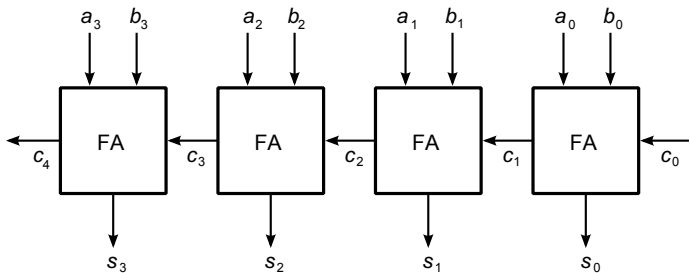 a₃ b₃ a₂ b₂ a₁ b₁ a₀ b₀
FA FA FA FA
c₄ c₃ c₂ c₁ c₀
s₃ s₂ s₁ s₀